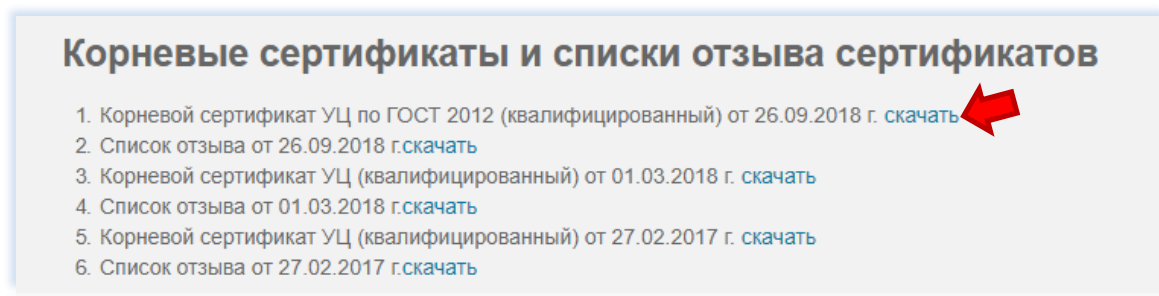 Корневые сертификаты и списки отзыва сертификатов
1. Корневой сертификат УЦ по ГОСТ 2012 (квалифицированный) от 26.09.2018 г. скачать
2. Список отзыва от 26.09.2018 г.скачать
3. Корневой сертификат УЦ (квалифицированный) от 01.03.2018 г. скачать
4. Список отзыва от 01.03.2018 г.скачать
5. Корневой сертификат УЦ (квалифицированный) от 27.02.2017 г. скачать
6. Список отзыва от 27.02.2017 г.скачать